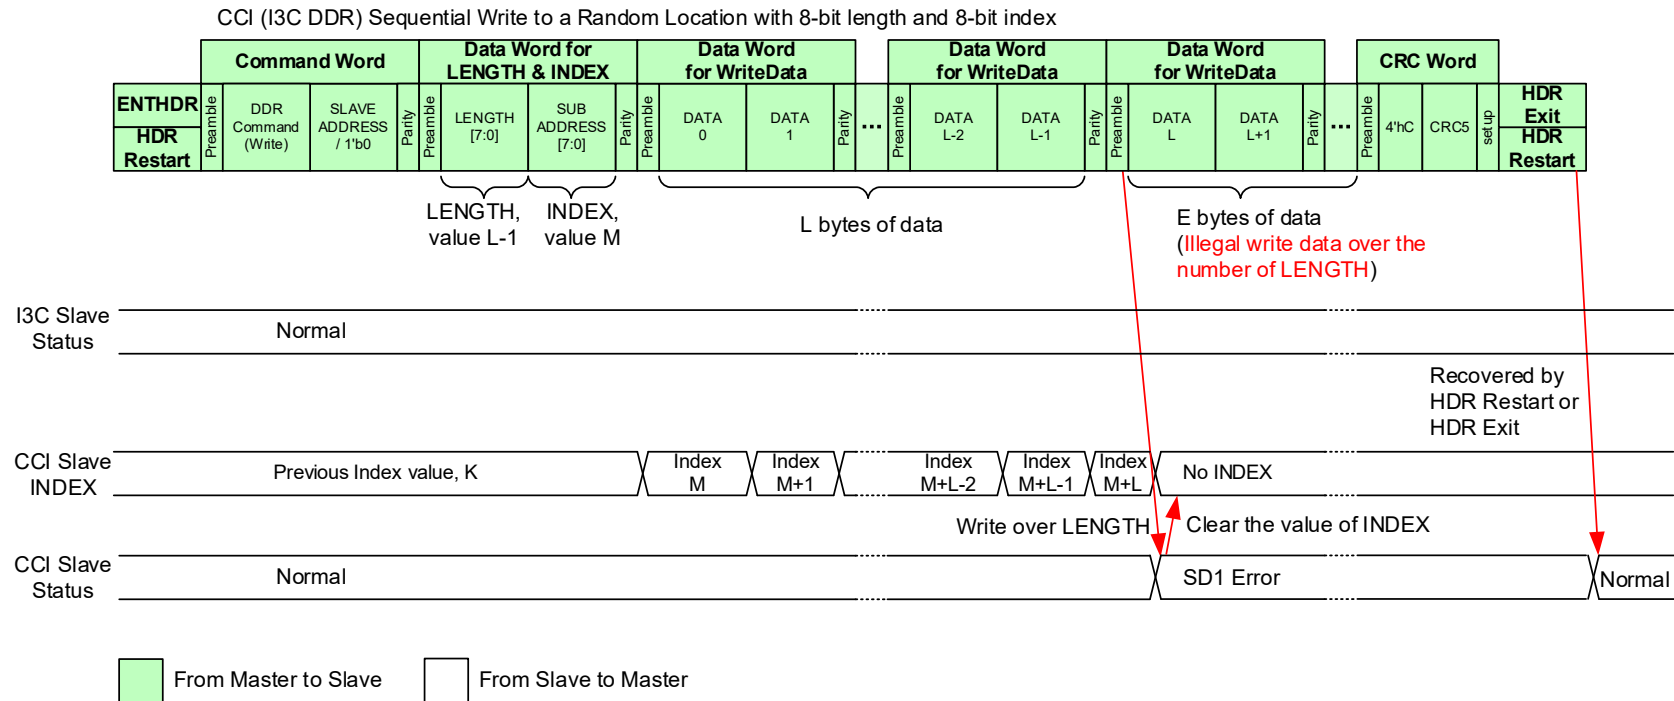 CCI (I3C DDR) Sequential Write to a Random Location with 8-bit length and 8-bit index
Command Word
Data Word for
LENGTH & INDEX
Data Word
for WriteData
Data Word
for WriteData
Data Word
for WriteData
CRC Word
ENTHDR
HDR
Restart
Preamble
DDR
Command
(Write)
SLAVE
ADDRESS
/ 1'b0
Parity
Preamble
LENGTH
[7:0]
SUB
ADDRESS
[7:0]
Parity
Preamble
DATA
0
DATA
1
Parity
...
Preamble
DATA
L-2
DATA
L-1
Parity
Preamble
DATA
L
DATA
L+1
Parity
...
Preamble
4'hC
CRC5
setup
HDR
Exit
HDR
Restart
LENGTH,
value L-1
INDEX,
value M
L bytes of data
E bytes of data
(Illegal write data over the
number of LENGTH)
I3C Slave
Status
Normal
Recovered by
HDR Restart or
HDR Exit
CCI Slave
INDEX
Previous Index value, K
Index
M
Index
M+1
Index
M+L-2
Index
M+L-1
Index
M+L
No INDEX
Write over LENGTH
Clear the value of INDEX
CCI Slave
Status
Normal
SD1 Error
Normal
From Master to Slave
From Slave to Master